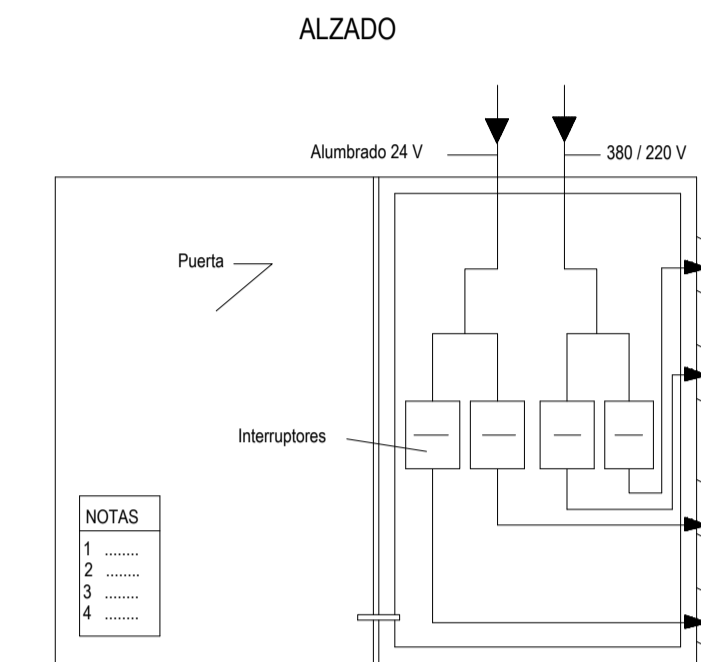 ALZADO
Alumbrado 24 V
380 / 220 V
Puerta
Interruptores
NOTAS
1 ........
2 ........
3 ........
4 ........